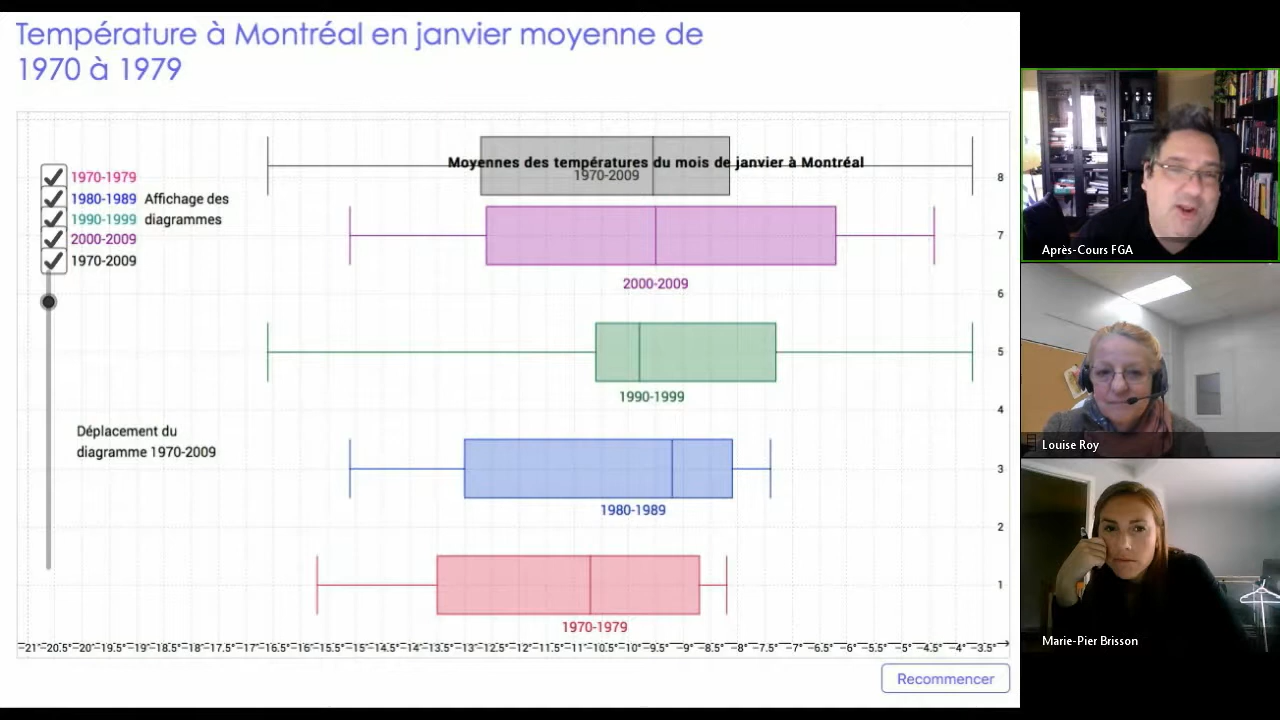 Température à Montréal en janvier moyenne de
1970 à 1979
Moyennes des températures du mois de janvier à Montréal
1970-2009
1970-1979
1980-1989 Affichage des
1990-1999 diagrammes
2000-2009
1970-2009
8
7
2000-2009
6
5
1990-1999
4
Déplacement du
diagramme 1970-2009
3
1980-1989
2
1
1970-1979
-21° -20.5° -20° -19.5° -19° -18.5° -18° -17.5° -17° -16.5° -16° -15.5° -15° -14.5° -14° -13.5° -13° -12.5° -12° -11.5° -11° -10.5° -10° -9.5° -9° -8.5° -8° -7.5° -7° -6.5° -6° -5.5° -5° -4.5° -4° -3.5°
Recommencer
Après-Cours FGA
Louise Roy
Marie-Pier Brisson